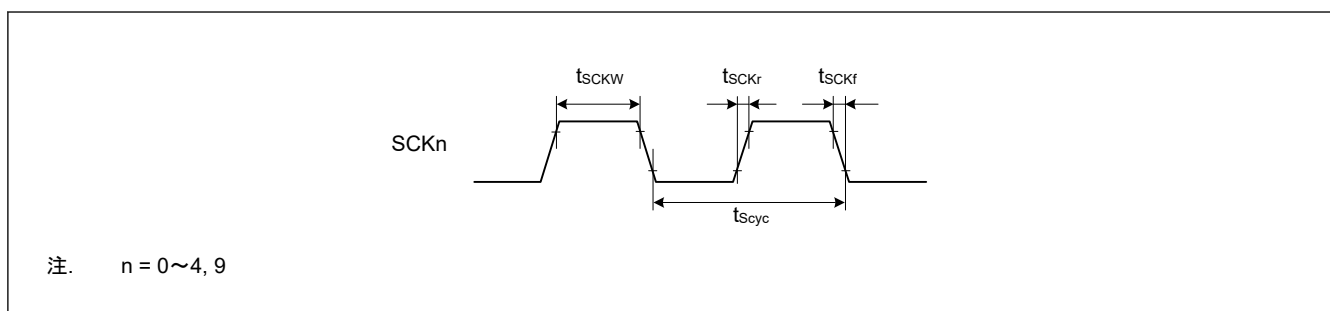 tSCKW tSCKr tSCKf
SCKn
tScyc
注. n = 0～4, 9